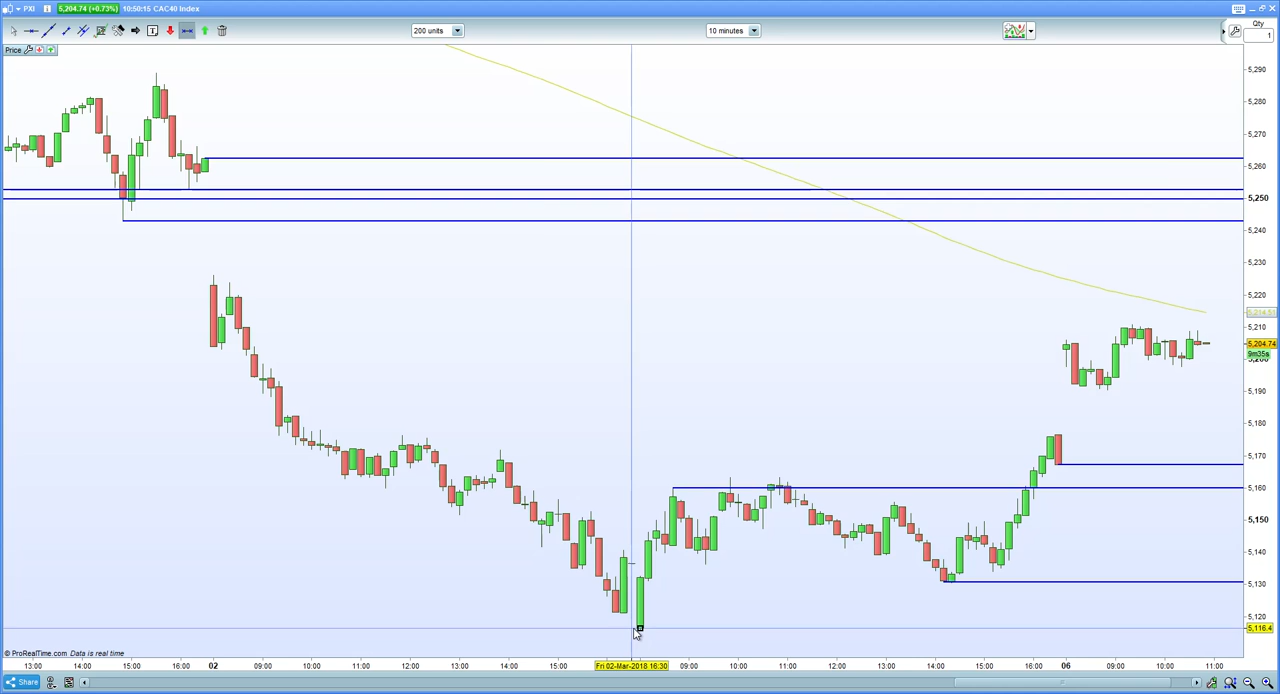 PXI 5,204.74 (+0.73%) 10:50:15 CAC40 Index
200 units
10 minutes
Qty
1
Price
5,290
5,280
5,270
5,260
5,250
5,240
5,230
5,220
5,214.51
5,210
5,204.74
9m35s
5,200
5,190
5,180
5,170
5,160
5,150
5,140
5,130
5,120
5,116.4
© ProRealTime.com Data is real time
13:00 14:00 15:00 16:00 02 09:00 10:00 11:00 12:00 13:00 14:00 15:00 Fri 02-Mar-2018 16:30 09:00 10:00 11:00 12:00 13:00 14:00 15:00 16:00 06 09:00 10:00 11:00
Share